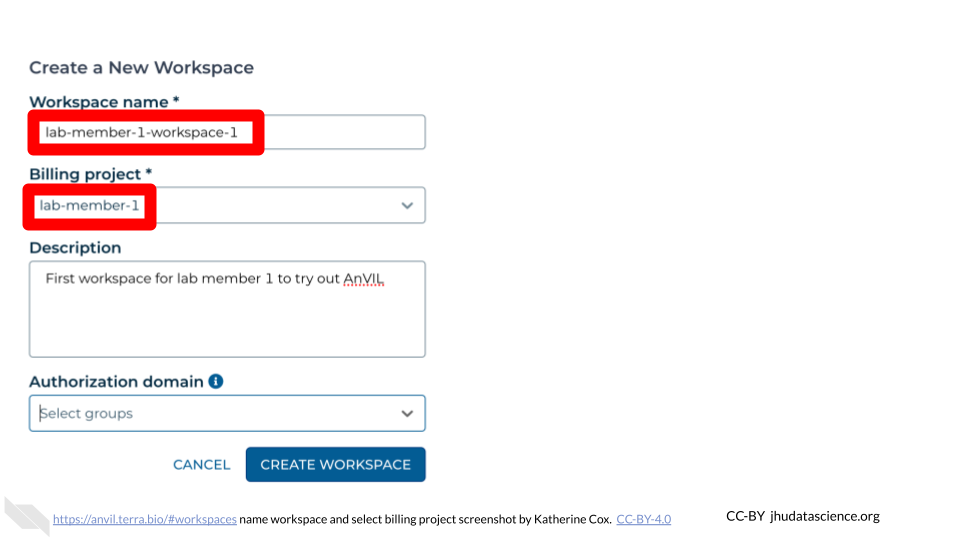 Create a New Workspace
Workspace name *
lab-member-1-workspace-1
Billing project *
lab-member-1
Description
First workspace for lab member 1 to try out AnVIL
Authorization domain
Select groups
CANCEL CREATE WORKSPACE
https://anvil.terra.bio/#workspaces name workspace and select billing project screenshot by Katherine Cox. CC-BY-4.0
CC-BY jhudatascience.org